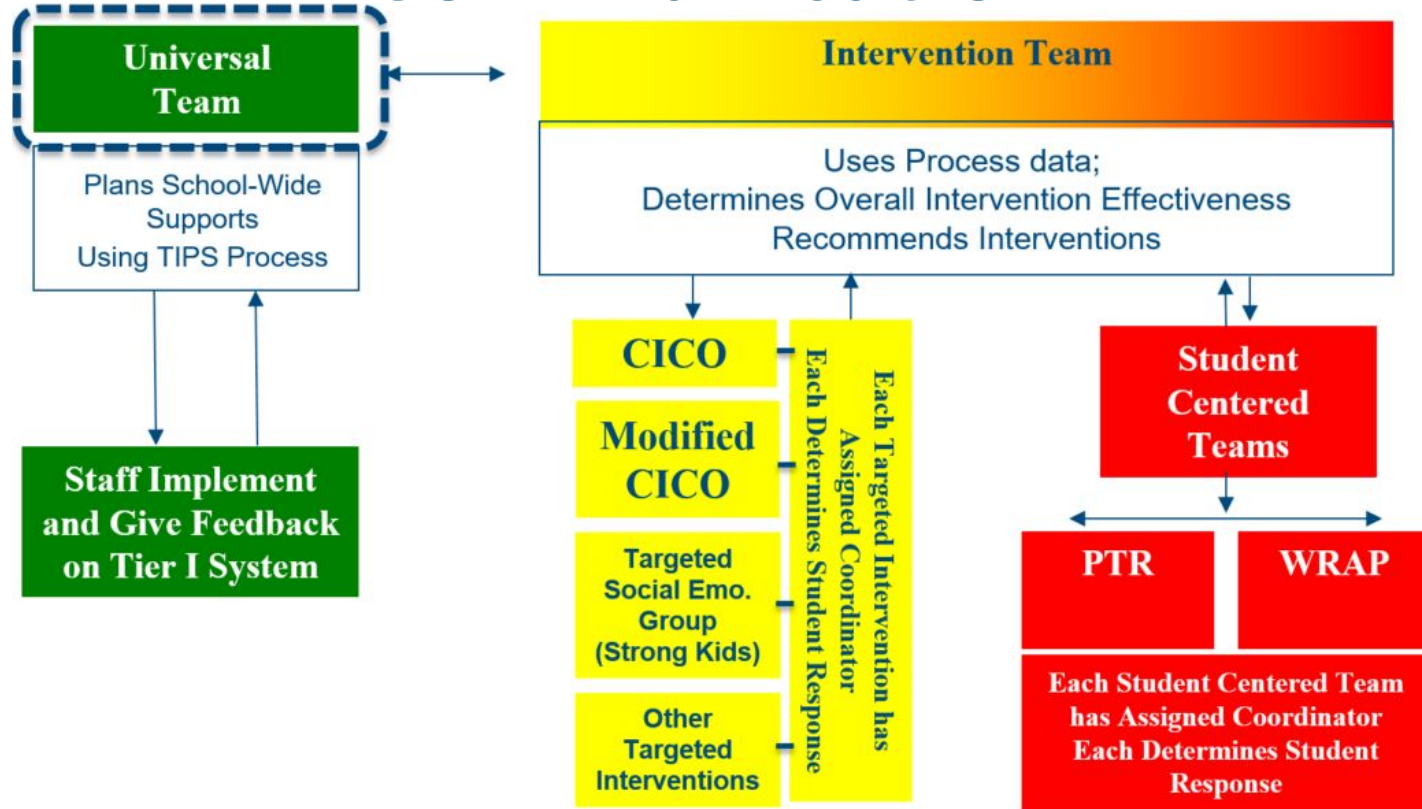 Universal
Team
Plans School-Wide
Supports
Using TIPS Process
Staff Implement
and Give Feedback
on Tier I System
Intervention Team
Uses Process data;
Determines Overall Intervention Effectiveness
Recommends Interventions
CICO
Modified
CICO
Targeted
Social Emo.
Group
(Strong Kids)
Other
Targeted
Interventions
Each Targeted Intervention has
Assigned Coordinator
Each Determines Student Response
Student
Centered
Teams
PTR
WRAP
Each Student Centered Team
has Assigned Coordinator
Each Determines Student
Response